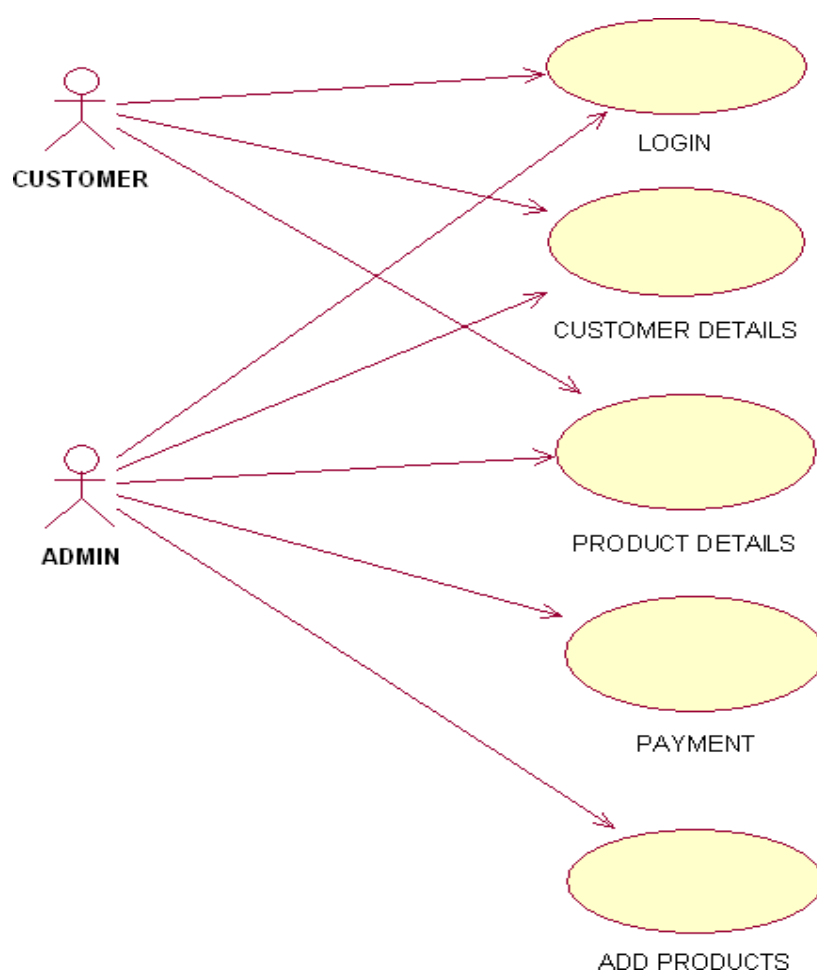 LOGIN
CUSTOMER
CUSTOMER DETAILS
PRODUCT DETAILS
ADMIN
PAYMENT
ADD PRODUCTS